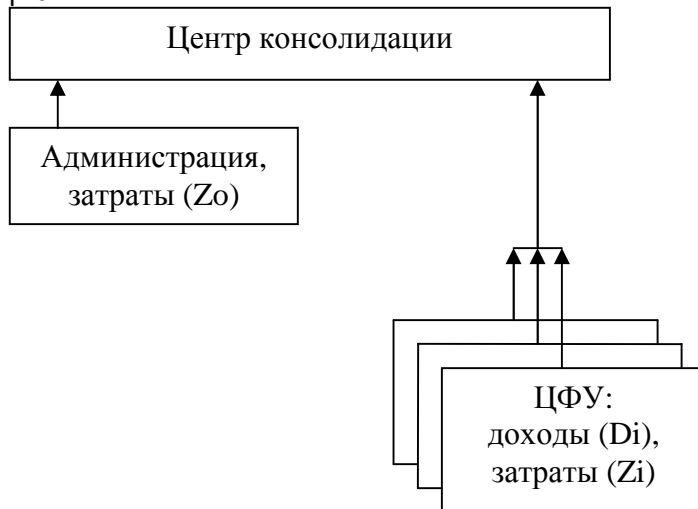 Центр консолидации
Администрация,
затраты (Zo)
ЦФУ:
доходы (Di),
затраты (Zi)